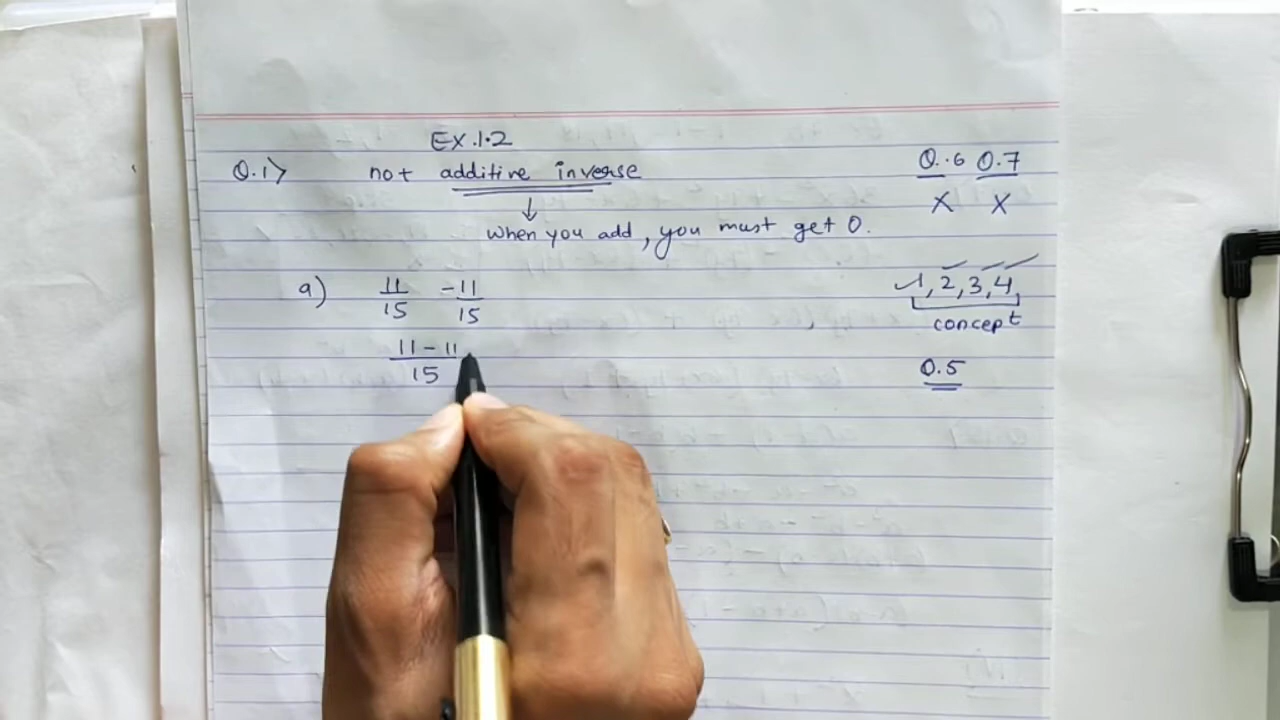 Ex.1.2
Q.1> not additive inverse
when you add, you must get 0.
a) 11/15 -11/15
11-11/15
Q.6 Q.7
X X
1,2,3,4,
concept
Q.5